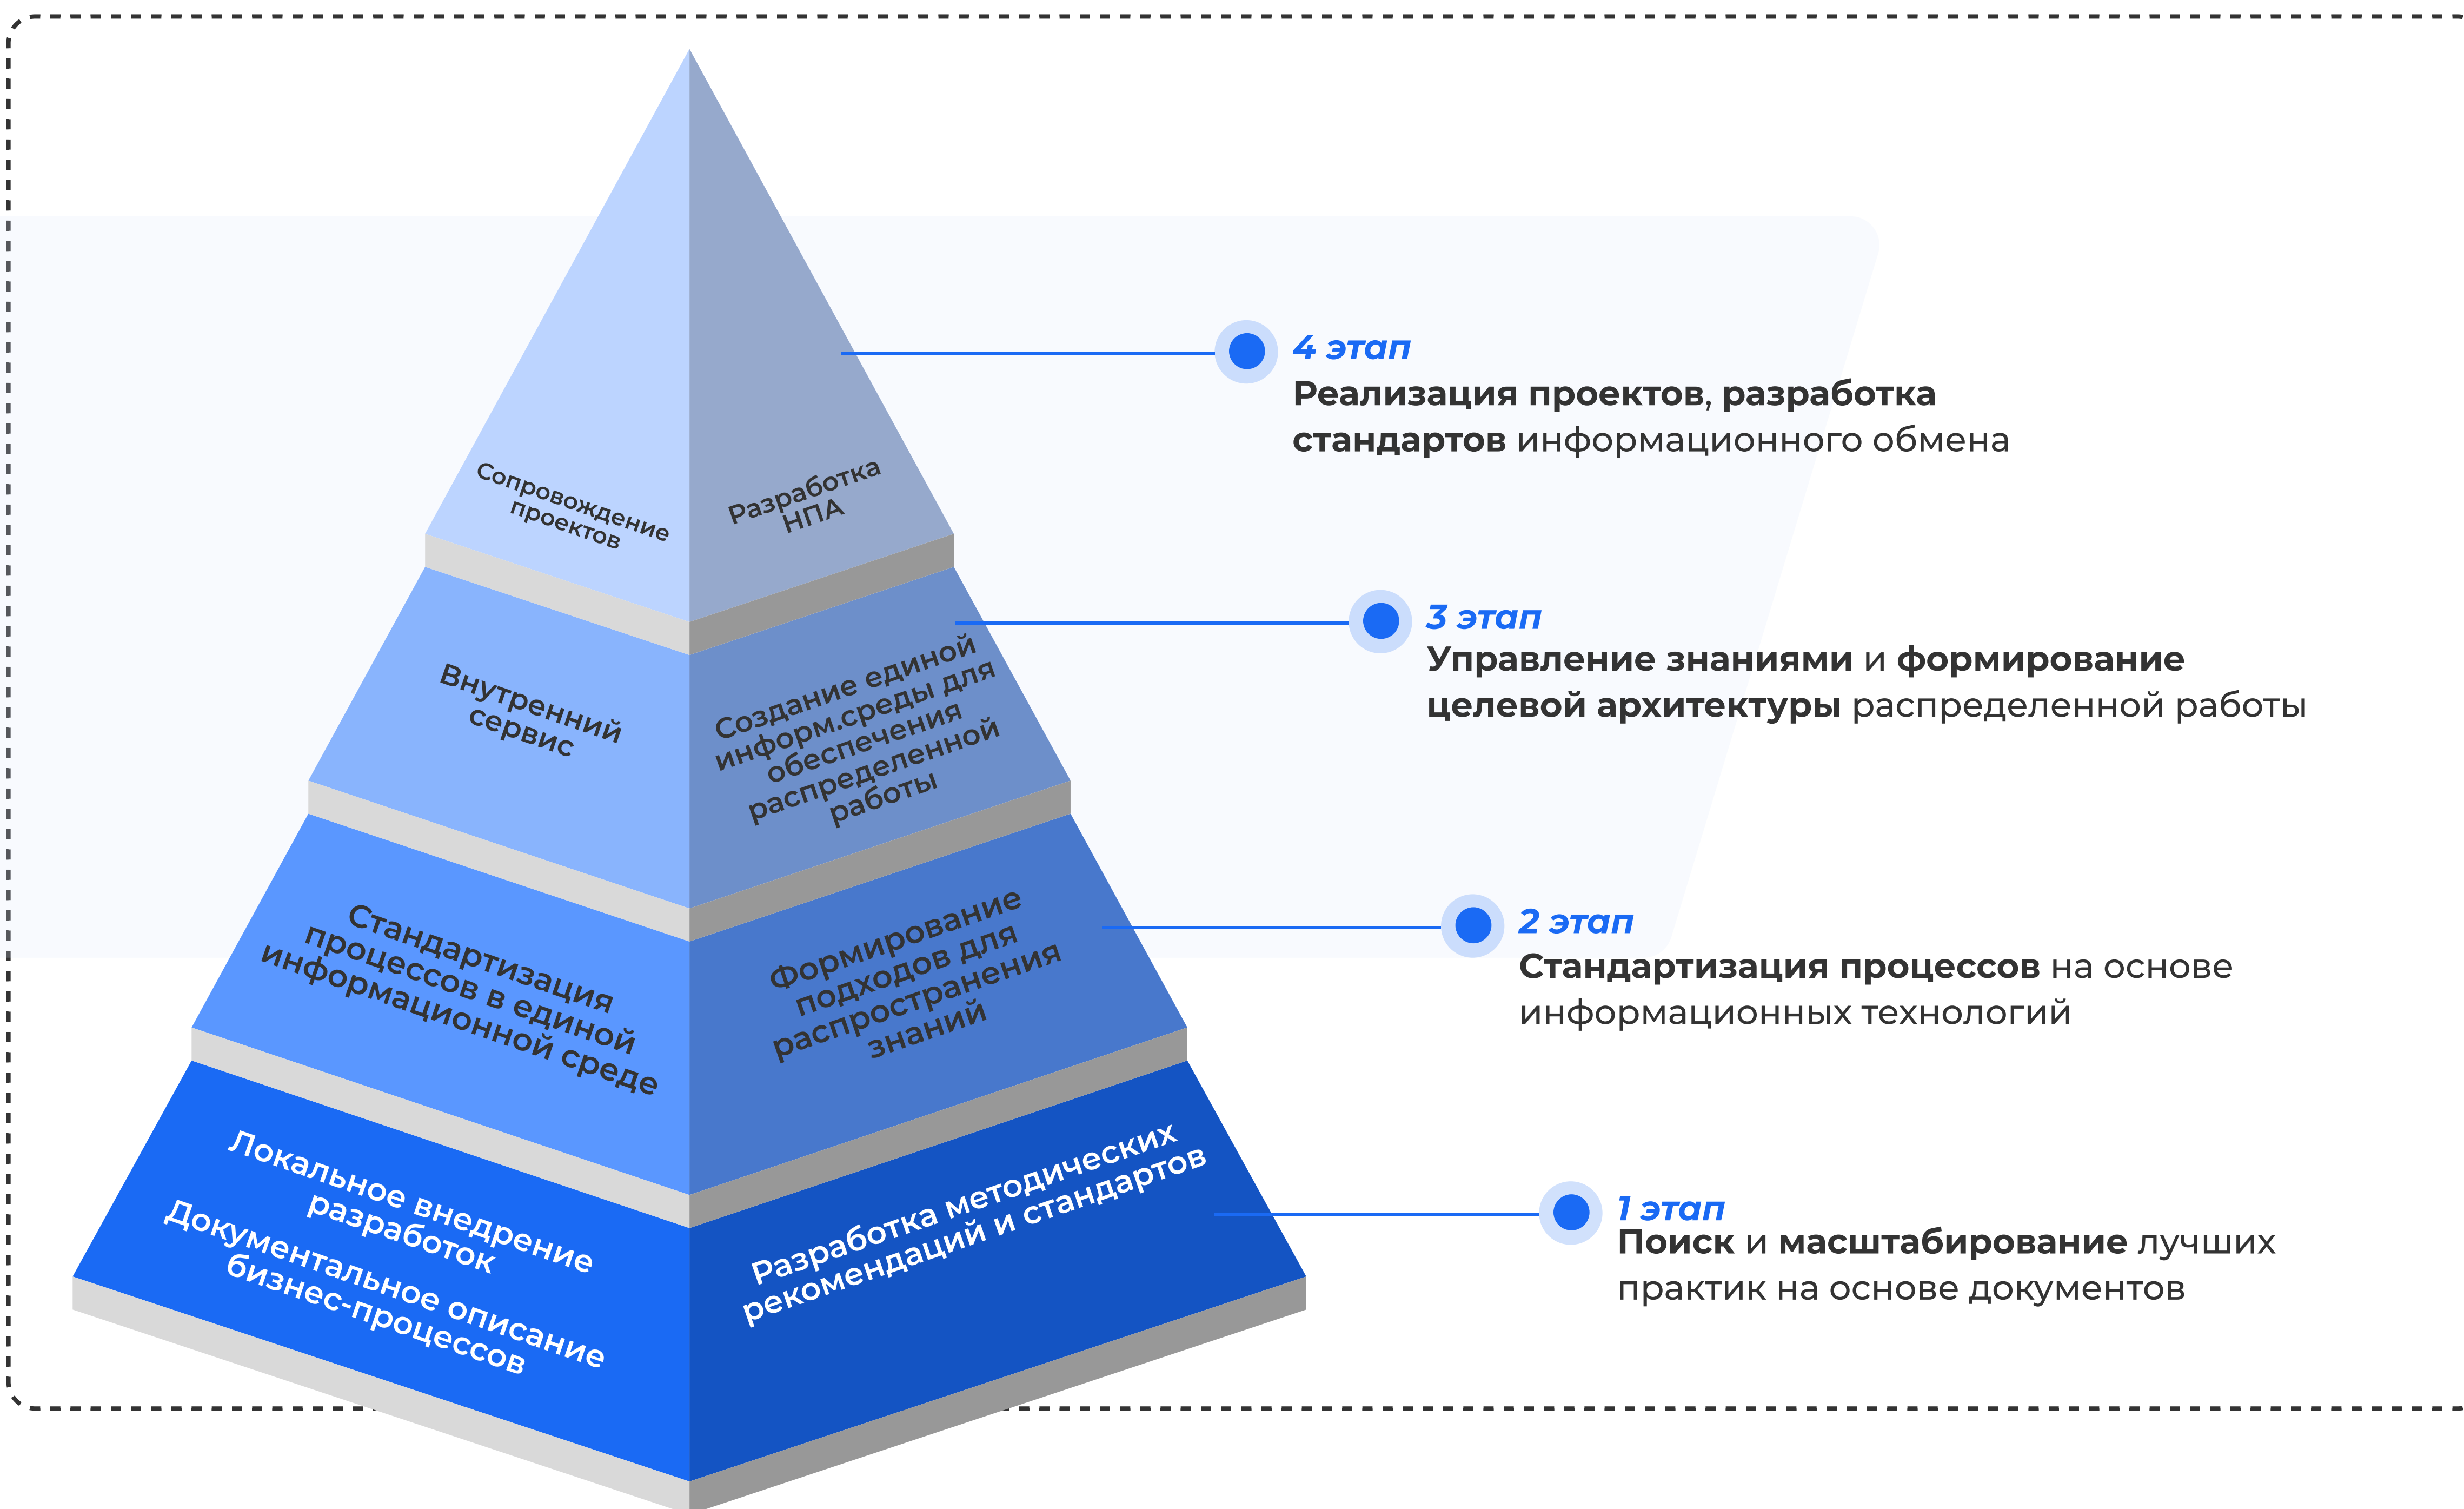 4 этап
Реализация проектов, разработка
стандартов информационного обмена
Сопровождение
проектов
Разработка
НПА
3 этап
Управление знаниями и формирование
целевой архитектуры распределенной работы
Внутренний
сервис
Создание единой
информ.среды для
обеспечения
распределенной
работы
2 этап
Стандартизация процессов на основе
информационных технологий
Стандартизация
процессов в единой
информационной среде
Формирование
подходов для
распространения
знаний
1 этап
Поиск и масштабирование лучших
практик на основе документов
Локальное внедрение
разработок
Документальное описание
бизнес-процессов
Разработка методических
рекомендаций и стандартов